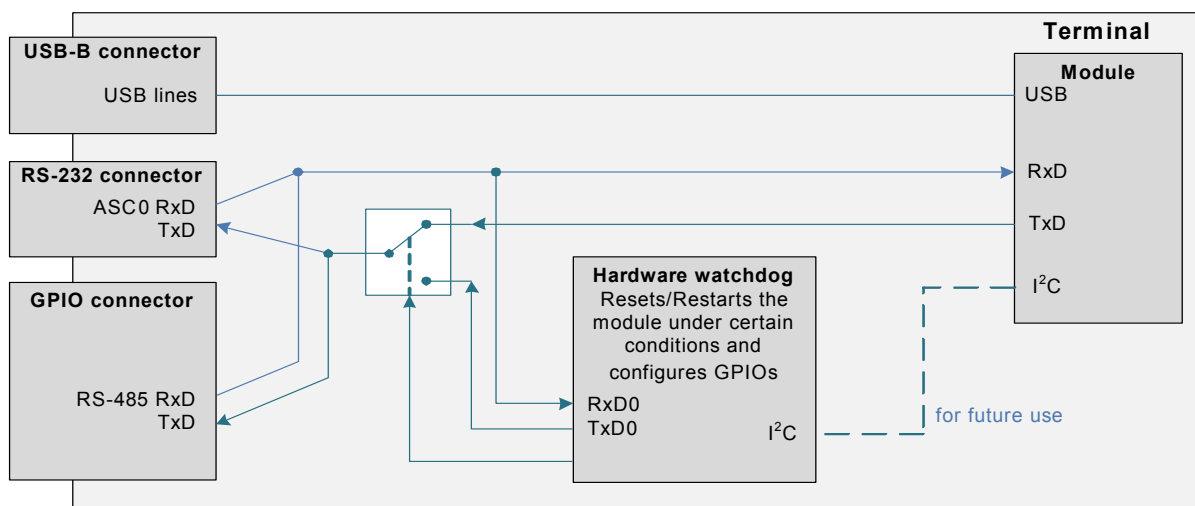 Terminal
USB-B connector
USB lines
Module
USB
RxD
TxD
I²C
RS-232 connector
ASC0 RxD
TxD
GPIO connector
RS-485 RxD
TxD
Hardware watchdog
Resets/Restarts the
module under certain
conditions and
configures GPIOs
RxD0
TxD0
I²C
for future use